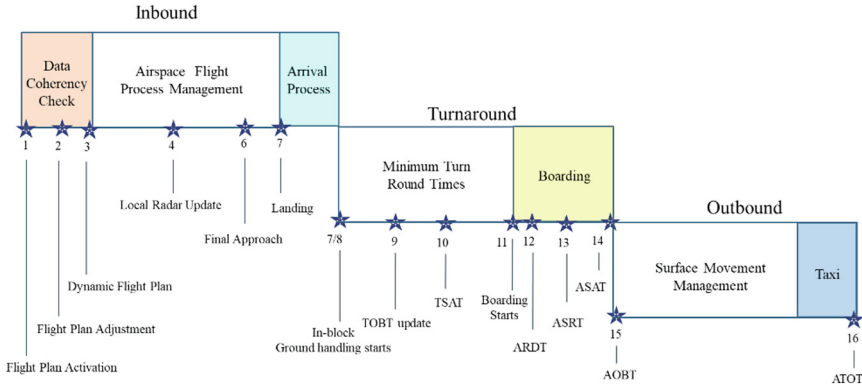 Inbound
Data
Coherency
Check
Airspace Flight
Process Management
Arrival
Process
1
2
3
4
6
7
Local Radar Update
Landing
Final Approach
Dynamic Flight Plan
Flight Plan Adjustment
Flight Plan Activation
Turnaround
Minimum Turn
Round Times
Boarding
7/8
9
10
11
12
13
14
In-block
Ground handling starts
TOBT update
TSAT
Boarding
Starts
ARDT
ASRT
ASAT
Outbound
Surface Movement
Management
Taxi
15
16
AOBT
ATOT